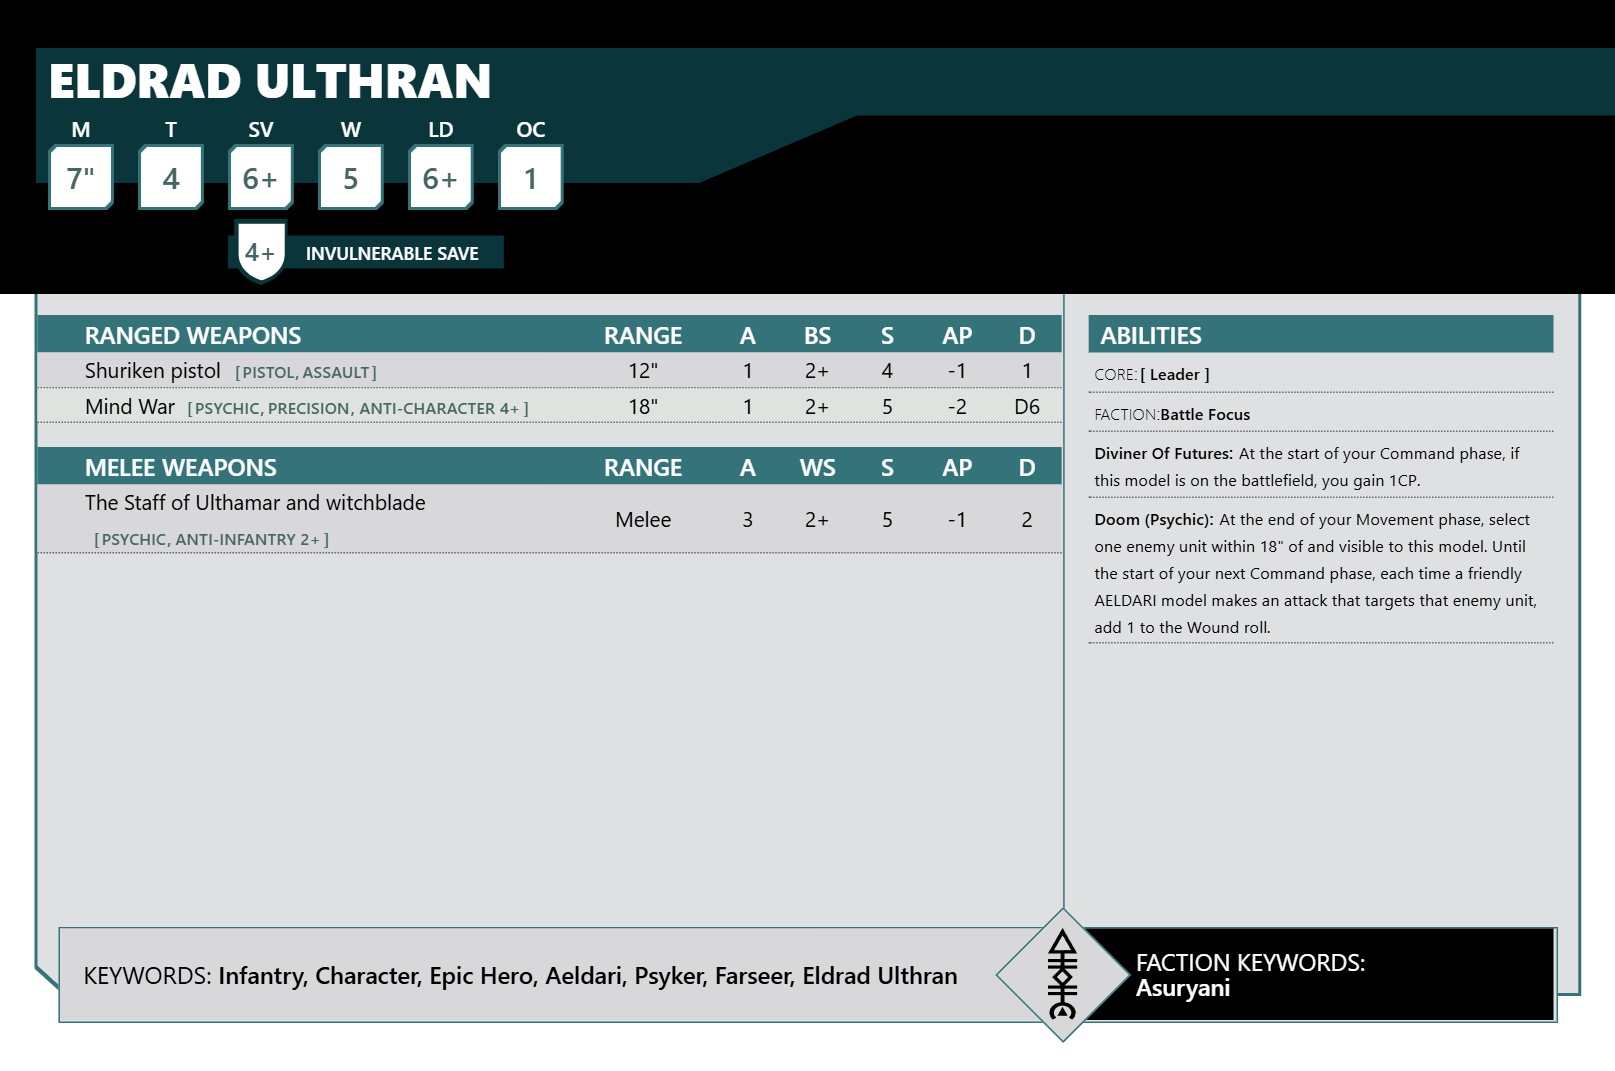 ELDRAD ULTHRAN
M T SV W LD OC
7" 4 6+ 5 6+ 1
4+ INVULNERABLE SAVE
RANGED WEAPONS RANGE A BS S AP D
Shuriken pistol [ PISTOL, ASSAULT ] 12" 1 2+ 4 -1 1
Mind War [ PSYCHIC, PRECISION, ANTI-CHARACTER 4+ ] 18" 1 2+ 5 -2 D6
MELEE WEAPONS RANGE A WS S AP D
The Staff of Ulthamar and witchblade
[ PSYCHIC, ANTI-INFANTRY 2+ ] Melee 3 2+ 5 -1 2
ABILITIES
CORE: [ Leader ]
FACTION:Battle Focus
Diviner Of Futures: At the start of your Command phase, if
this model is on the battlefield, you gain 1CP.
Doom (Psychic): At the end of your Movement phase, select
one enemy unit within 18" of and visible to this model. Until
the start of your next Command phase, each time a friendly
AELDARI model makes an attack that targets that enemy unit,
add 1 to the Wound roll.
KEYWORDS: Infantry, Character, Epic Hero, Aeldari, Psyker, Farseer, Eldrad Ulthran
FACTION KEYWORDS:
Asuryani